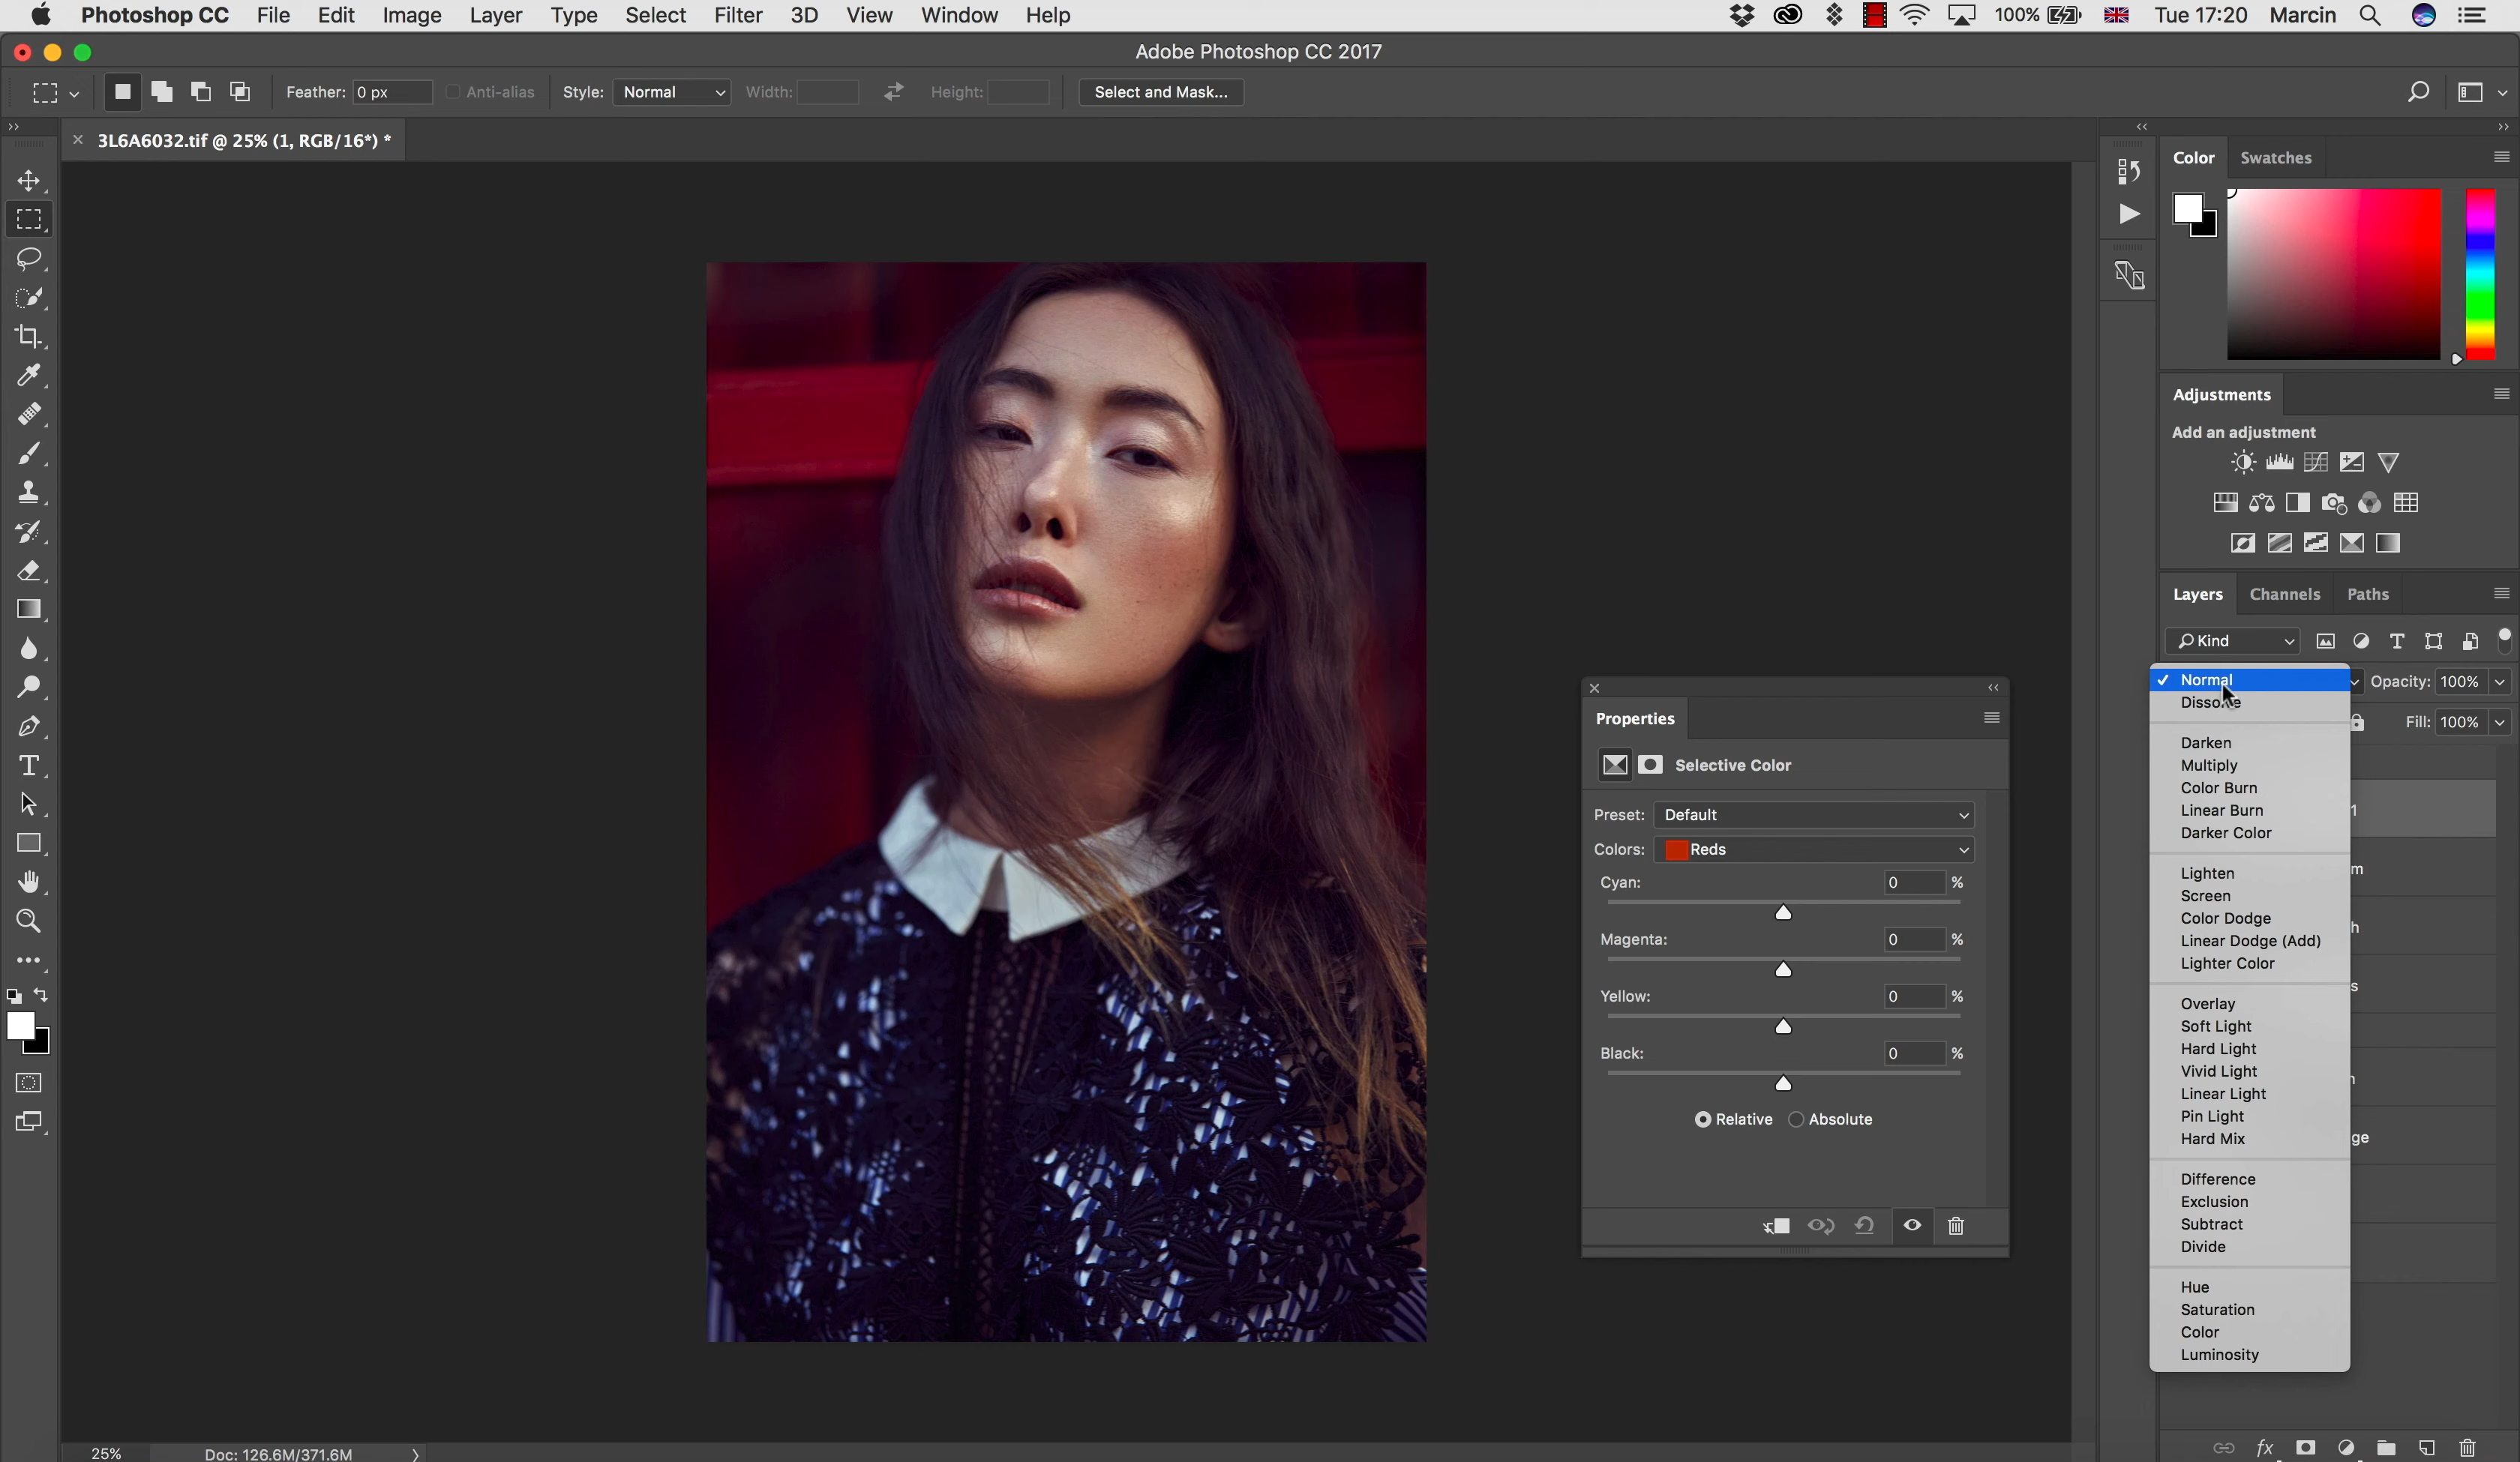 Photoshop CC File Edit Image Layer Type Select Filter 3D View Window Help 100% Tue 17:20 Marcin
Adobe Photoshop CC 2017
Feather: 0 px Anti-alias Style: Normal Width: Height: Select and Mask...
3L6A6032.tif @ 25% (1, RGB/16*) *
Color Swatches
Adjustments
Add an adjustment
Layers Channels Paths
Kind
Normal Opacity: 100%
Fill: 100%
Dissolve
Darken
Multiply
Color Burn
Linear Burn
Darker Color
Lighten
Screen
Color Dodge
Linear Dodge (Add)
Lighter Color
Overlay
Soft Light
Hard Light
Vivid Light
Linear Light
Pin Light
Hard Mix
Difference
Exclusion
Subtract
Divide
Hue
Saturation
Color
Luminosity
1
m
h
s
ge
Properties
Selective Color
Preset: Default
Colors: Reds
Cyan: 0 %
Magenta: 0 %
Yellow: 0 %
Black: 0 %
Relative Absolute
fx
25% Doc: 126.6M/371.6M